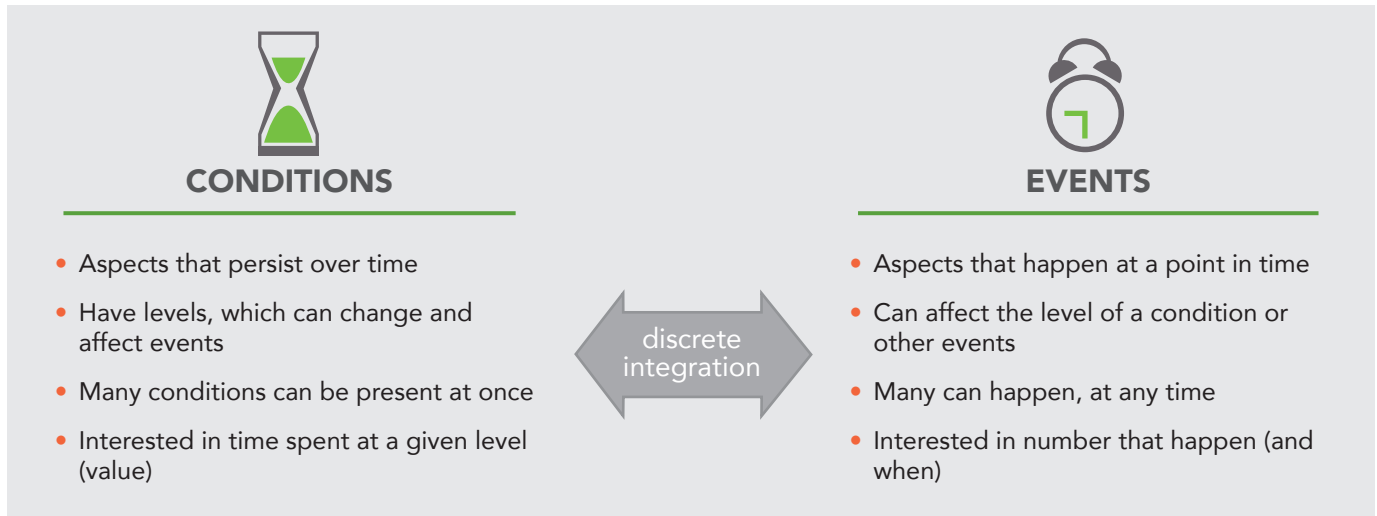 CONDITIONS
• Aspects that persist over time
• Have levels, which can change and
affect events
• Many conditions can be present at once
• Interested in time spent at a given level
(value)
discrete
integration
EVENTS
• Aspects that happen at a point in time
• Can affect the level of a condition or
other events
• Many can happen, at any time
• Interested in number that happen (and
when)